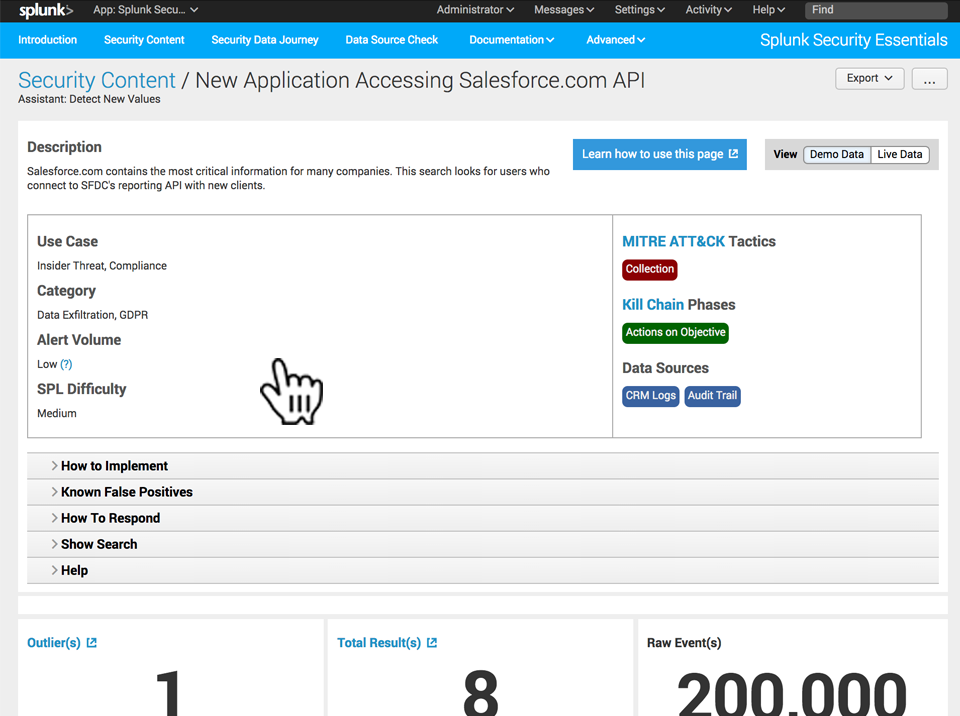 splunk> App: Splunk Secu... Administrator Messages Settings Activity Help Find
Introduction Security Content Security Data Journey Data Source Check Documentation Advanced Splunk Security Essentials
Security Content / New Application Accessing Salesforce.com API Export ...
Assistant: Detect New Values
Description
Learn how to use this page View Demo Data Live Data
Salesforce.com contains the most critical information for many companies. This search looks for users who
connect to SFDC's reporting API with new clients.
Use Case
Insider Threat, Compliance
Category
Data Exfiltration, GDPR
Alert Volume
Low (?)
SPL Difficulty
Medium
MITRE ATT&CK Tactics
Collection
Kill Chain Phases
Actions on Objective
Data Sources
CRM Logs Audit Trail
> How to Implement
> Known False Positives
> How To Respond
> Show Search
> Help
Outlier(s) Total Result(s) Raw Event(s)
1 8 200,000